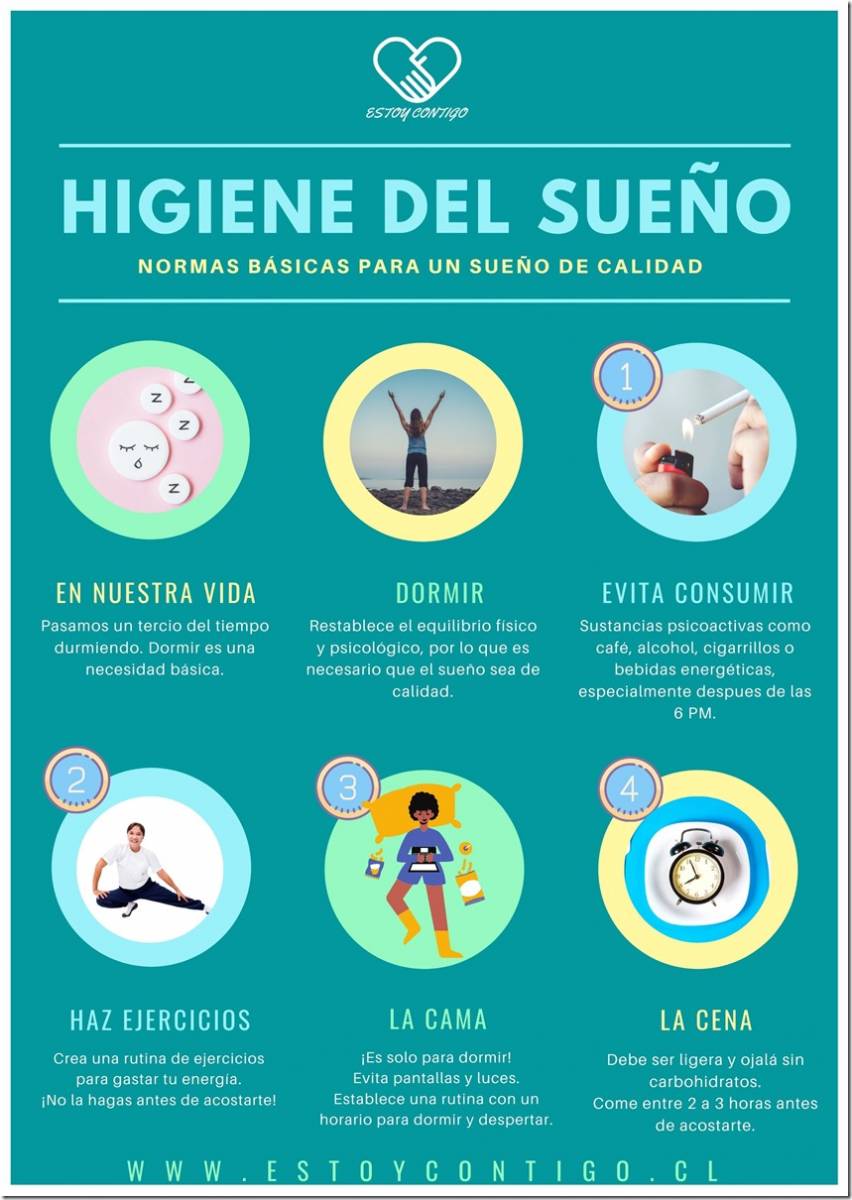 ESTOY CONTIGO
HIGIENE DEL SUEÑO
NORMAS BÁSICAS PARA UN SUEÑO DE CALIDAD
Z
Z
Z
Z
EN NUESTRA VIDA
Pasamos un tercio del tiempo
durmiendo. Dormir es una
necesidad básica.
DORMIR
Restablece el equilibrio físico
y psicológico, por lo que es
necesario que el sueño sea de
calidad.
1
EVITA CONSUMIR
Sustancias psicoactivas como
café, alcohol, cigarrillos o
bebidas energéticas,
especialmente despues de las
6 PM.
2
HAZ EJERCICIOS
Crea una rutina de ejercicios
para gastar tu energía.
¡No la hagas antes de acostarte!
3
LA CAMA
¡Es solo para dormir!
Evita pantallas y luces.
Establece una rutina con un
horario para dormir y despertar.
4
LA CENA
Debe ser ligera y ojalá sin
carbohidratos.
Come entre 2 a 3 horas antes
de acostarte.
WWW.ESTOYCONTIGO.CL